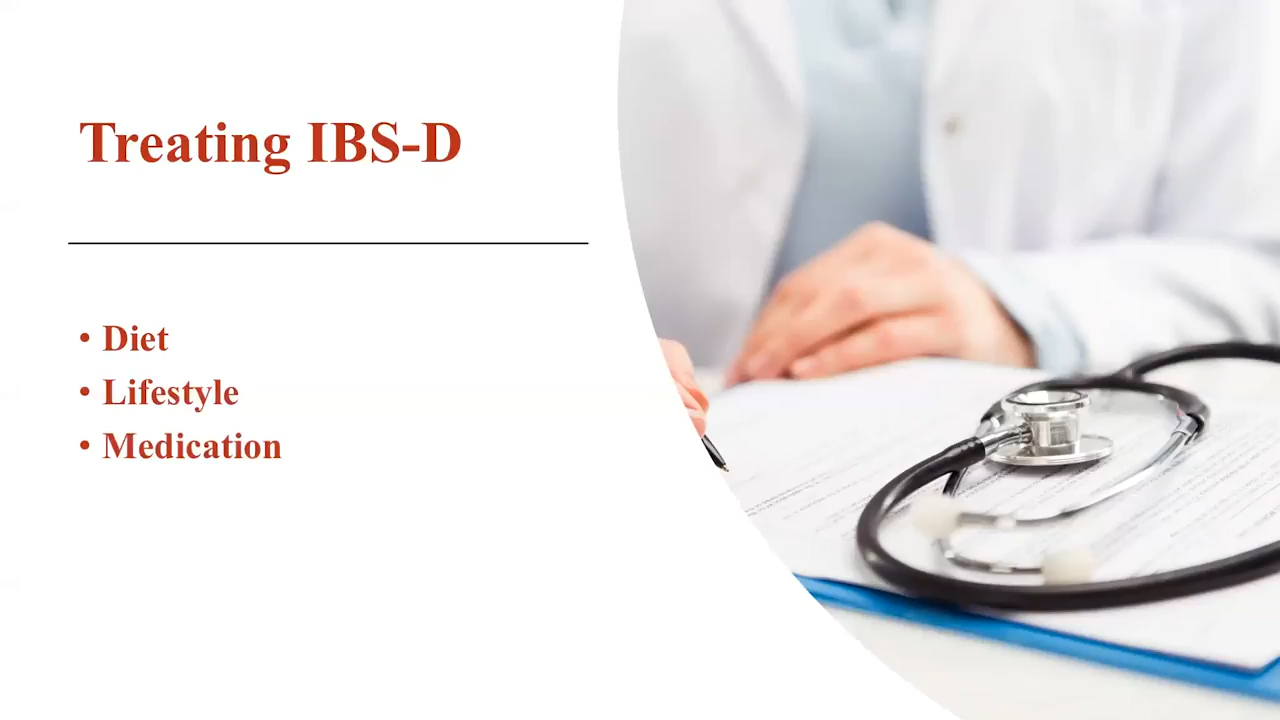 Treating IBS-D
• Diet
• Lifestyle
• Medication